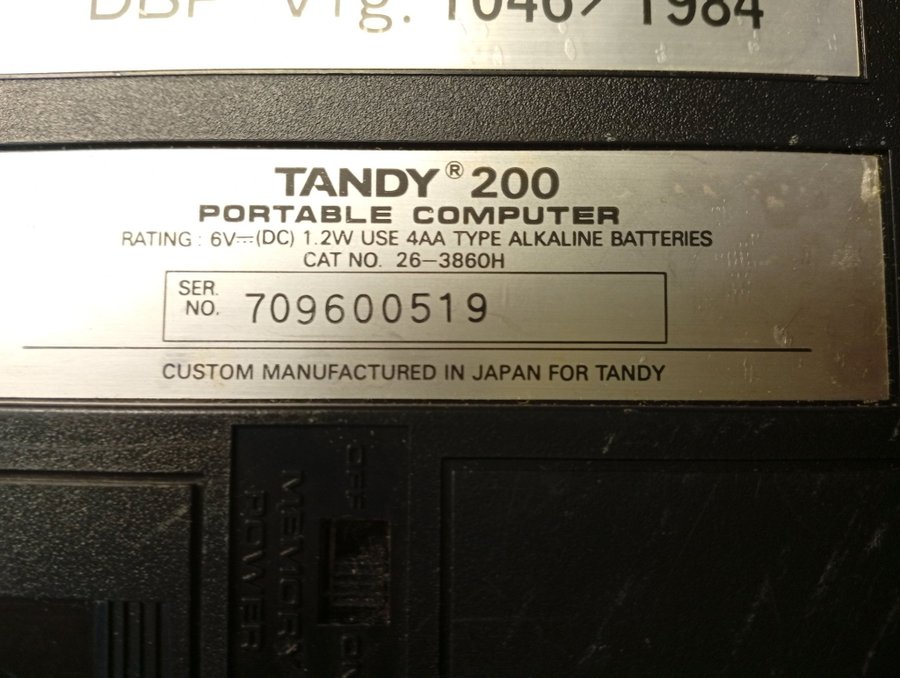 DBP Vfg. 1046/1984
TANDY® 200
PORTABLE COMPUTER
RATING : 6V⎓(DC) 1.2W USE 4AA TYPE ALKALINE BATTERIES
CAT NO. 26–3860H
SER. NO. 709600519
CUSTOM MANUFACTURED IN JAPAN FOR TANDY
OFF
MEMORY
POWER
ON